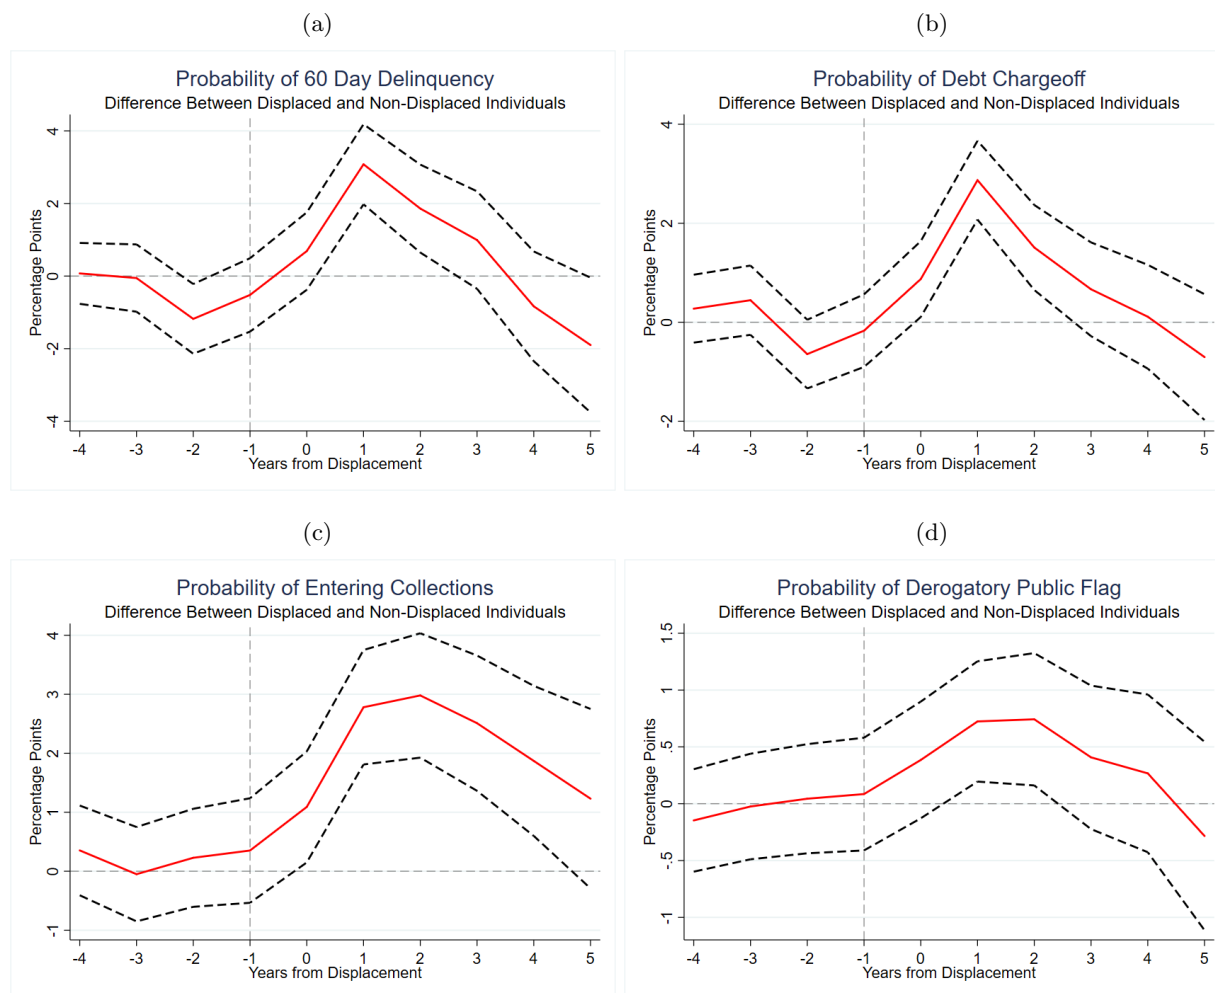 (a)
Probability of 60 Day Delinquency
Difference Between Displaced and Non-Displaced Individuals
Percentage Points
4
2
0
-2
-4
-4 -3 -2 -1 0 1 2 3 4 5
Years from Displacement
(b)
Probability of Debt Chargeoff
Difference Between Displaced and Non-Displaced Individuals
Percentage Points
4
2
0
-2
-4 -3 -2 -1 0 1 2 3 4 5
Years from Displacement
(c)
Probability of Entering Collections
Difference Between Displaced and Non-Displaced Individuals
Percentage Points
4
3
2
1
0
-1
-4 -3 -2 -1 0 1 2 3 4 5
Years from Displacement
(d)
Probability of Derogatory Public Flag
Difference Between Displaced and Non-Displaced Individuals
Percentage Points
1.5
1
.5
0
-.5
-1
-4 -3 -2 -1 0 1 2 3 4 5
Years from Displacement